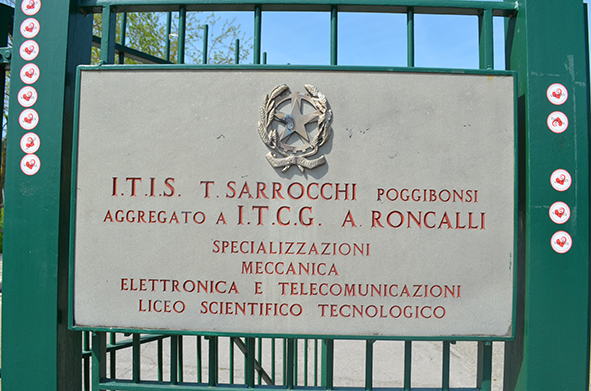 I.T.I.S. T. SARROCCHI POGGIBONSI
AGGREGATO A I.T.C.G. A. RONCALLI
SPECIALIZZAZIONI
MECCANICA
ELETTRONICA E TELECOMUNICAZIONI
LICEO SCIENTIFICO TECNOLOGICO